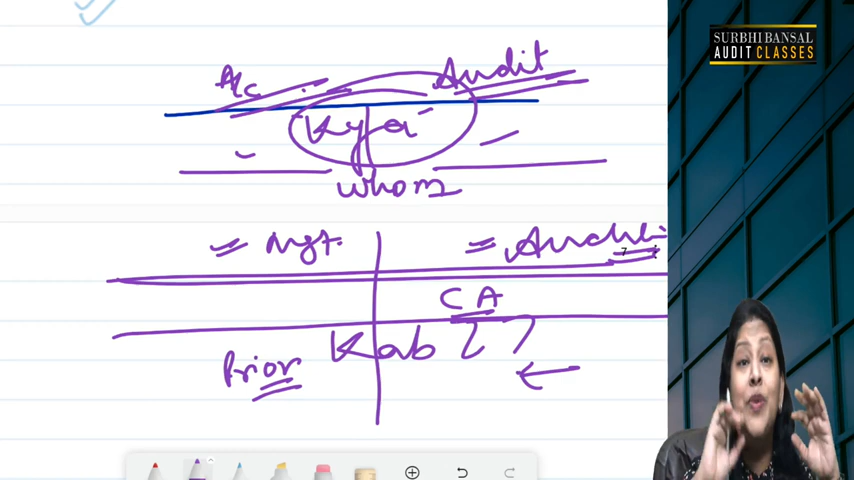 SURBHI BANSAL
AUDIT CLASSES
A/c Audit
Kya
whom
= Mgt. = Auditor
CA
Kab ??
Prior